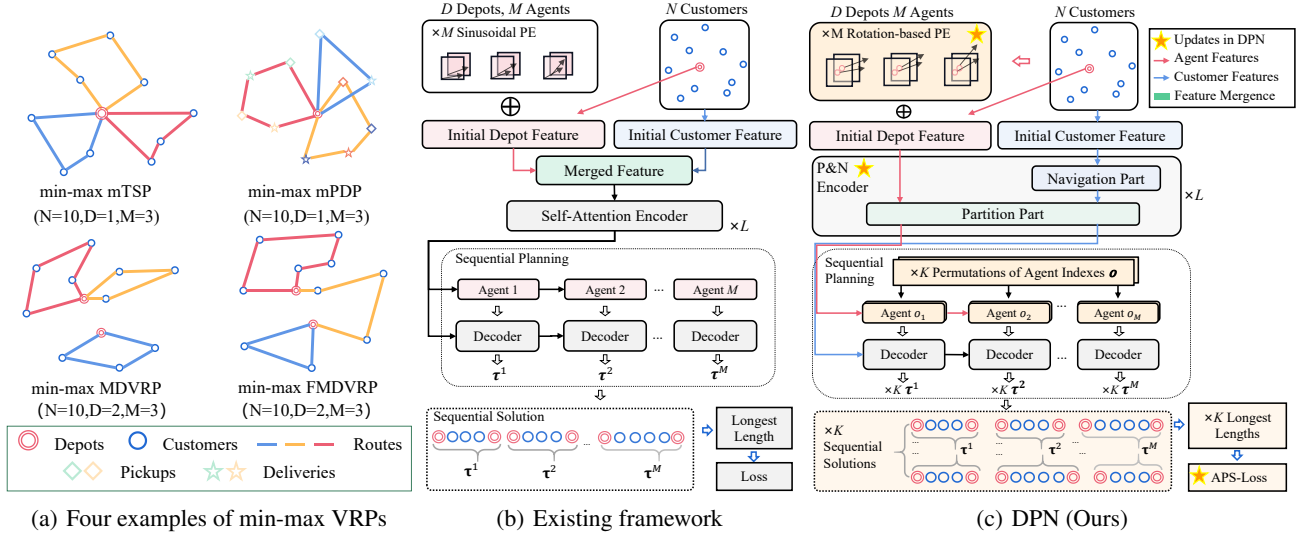 min-max mTSP
(N=10,D=1,M=3)
min-max mPDP
(N=10,D=1,M=3)
min-max MDVRP
(N=10,D=2,M=3)
min-max FMDVRP
(N=10,D=2,M=3)
Depots
Customers
Routes
Pickups
Deliveries
(a) Four examples of min-max VRPs
D Depots, M Agents
N Customers
×M Sinusoidal PE
⊕
Initial Depot Feature
Initial Customer Feature
Merged Feature
Self-Attention Encoder
×L
Sequential Planning
Agent 1
Agent 2
...
Agent M
Decoder
Decoder
...
Decoder
τ¹
τ²
τᴹ
Sequential Solution
...
τ¹
τ²
...
τᴹ
Longest
Length
Loss
(b) Existing framework
D Depots M Agents
N Customers
×M Rotation-based PE
Updates in DPN
Agent Features
Customer Features
Feature Mergence
⊕
Initial Depot Feature
Initial Customer Feature
P&N
Encoder
Navigation Part
×L
Partition Part
Sequential
Planning
×K Permutations of Agent Indexes o
Agent o₁
Agent o₂
...
Agent o_M
Decoder
Decoder
...
Decoder
×K τ¹
×K τ²
×K τᴹ
×K
Sequential
Solutions
...
...
...
...
τ¹
...
τ²
...
τᴹ
×K Longest
Lengths
APS-Loss
(c) DPN (Ours)